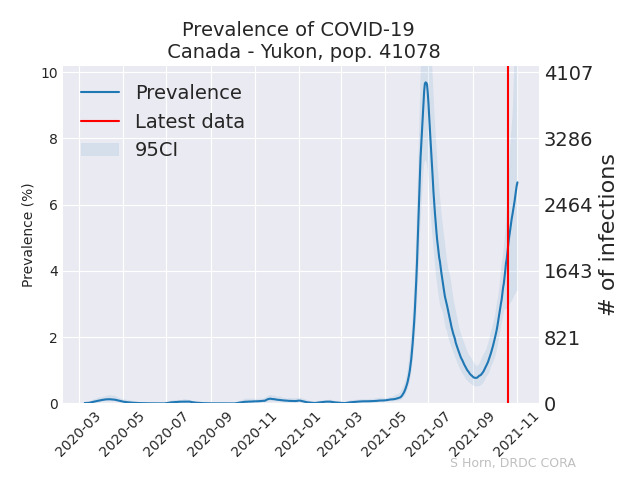 Prevalence of COVID-19
Canada - Yukon, pop. 41078
Prevalence
Latest data
95CI
Prevalence (%)
10
8
6
4
2
0
4107
3286
2464
1643
821
0
# of infections
2020-03
2020-05
2020-07
2020-09
2020-11
2021-01
2021-03
2021-05
2021-07
2021-09
2021-11
S Horn, DRDC CORA